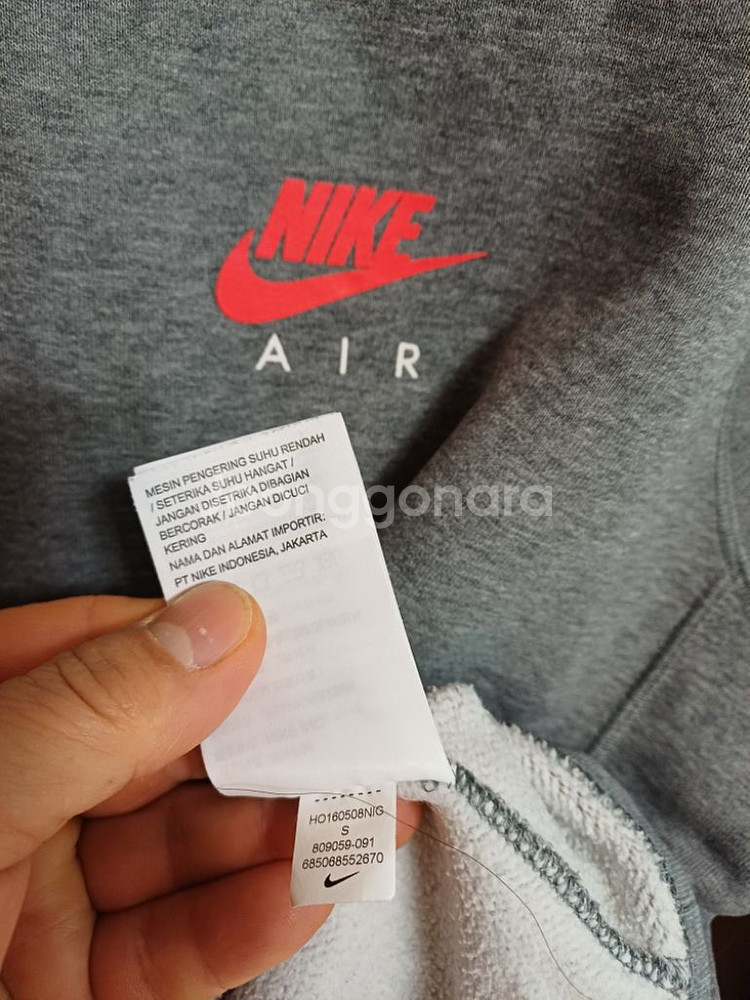 NIKE
AIR
MESIN PENGERING SUHU RENDAH
/ SETERIKA SUHU HANGAT /
JANGAN DISETRIKA DIBAGIAN
BERCORAK / JANGAN DICUCI
KERING
NAMA DAN ALAMAT IMPORTIR:
PT NIKE INDONESIA, JAKARTA
HO160508NIG
S
809059-091
685068552670